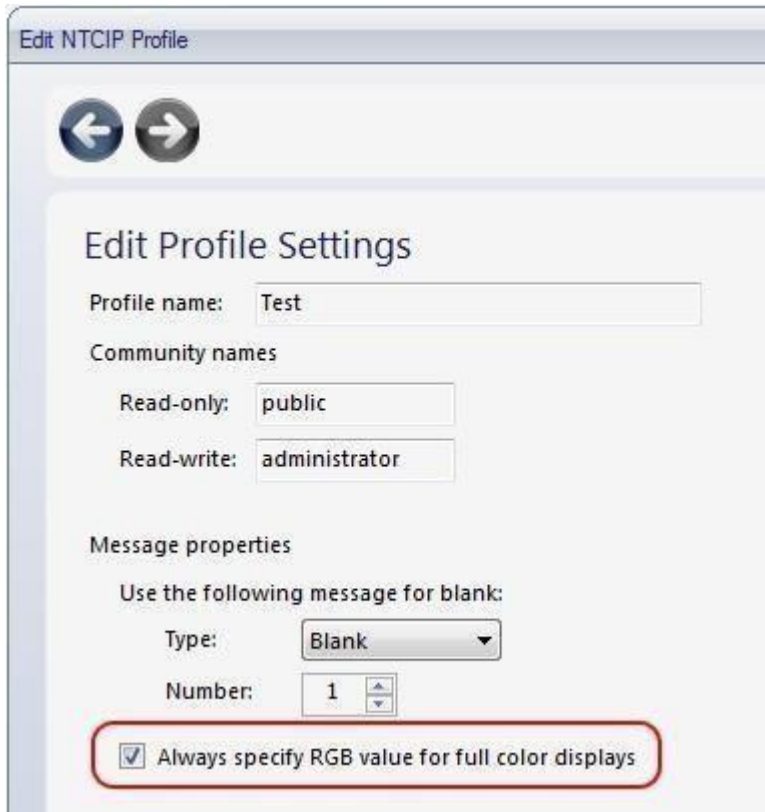 Edit NTCIP Profile
Edit Profile Settings
Profile name: Test
Community names
Read-only: public
Read-write: administrator
Message properties
Use the following message for blank:
Type: Blank
Number: 1
Always specify RGB value for full color displays